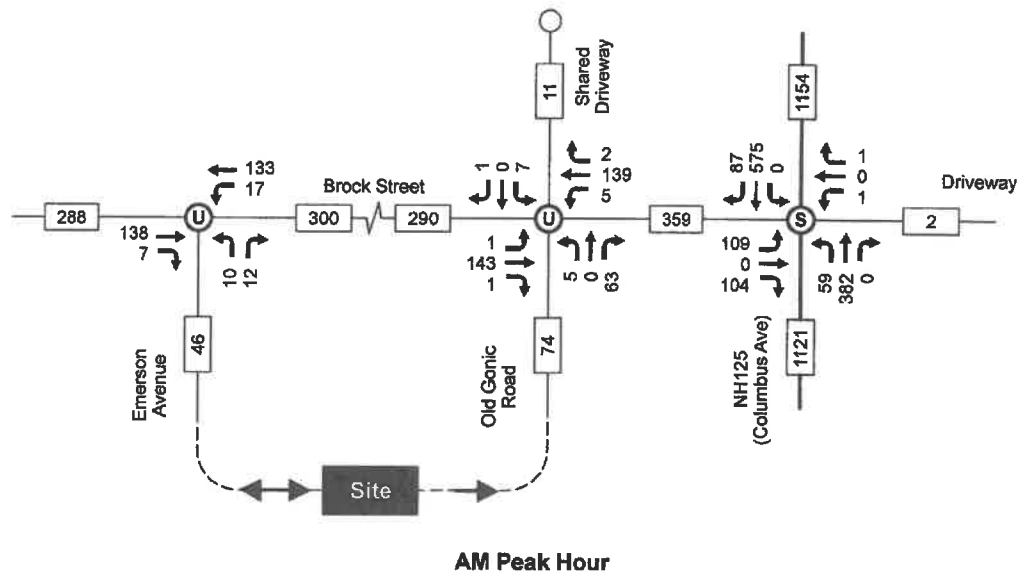 11
Shared
Driveway
1154
133
17
Brock Street
1
0
7
2
139
5
87
575
0
1
0
1
Driveway
288
U
300
290
U
359
S
2
138
7
10
12
1
143
1
5
0
63
109
0
104
59
382
0
Emerson
Avenue
46
Old Gonic
Road
74
NH125
(Columbus Ave)
1121
Site
AM Peak Hour